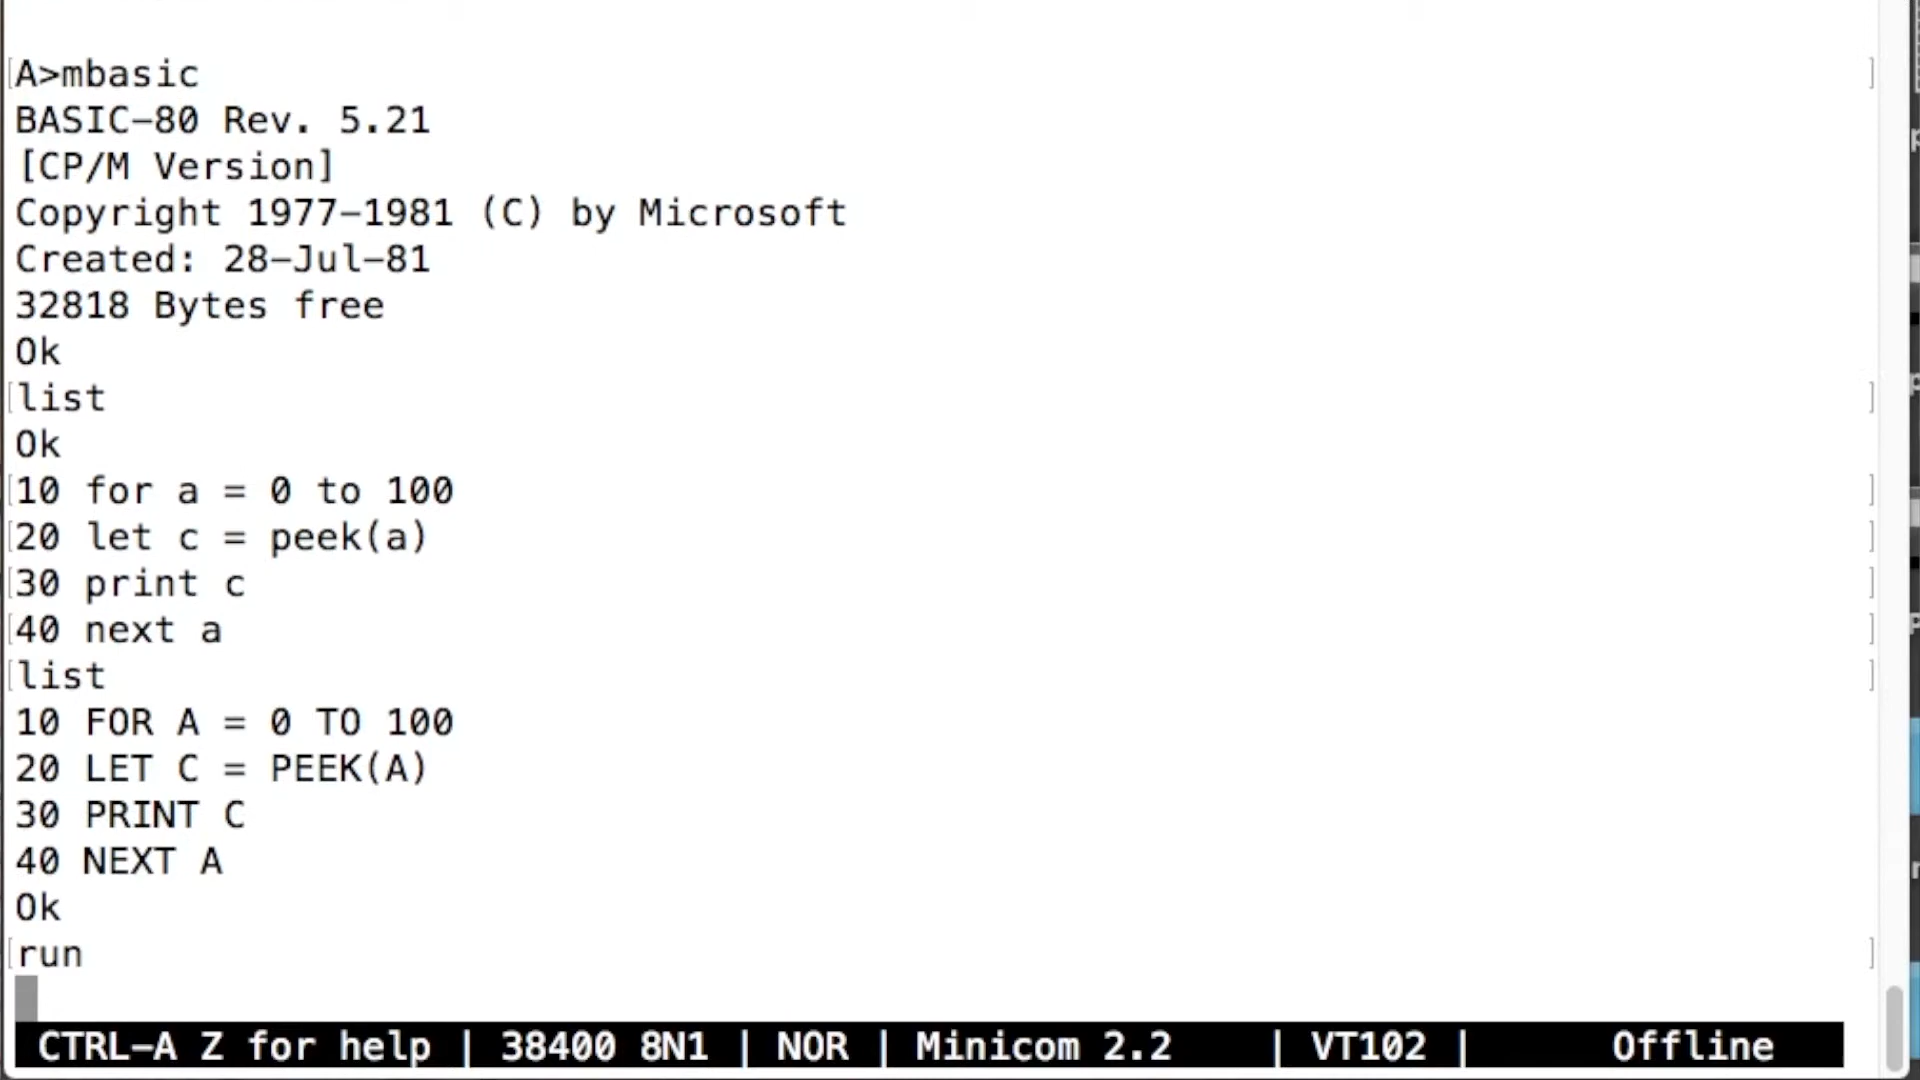 A>mbasic
BASIC-80 Rev. 5.21
[CP/M Version]
Copyright 1977-1981 (C) by Microsoft
Created: 28-Jul-81
32818 Bytes free
Ok
list
Ok
10 for a = 0 to 100
20 let c = peek(a)
30 print c
40 next a
list
10 FOR A = 0 TO 100
20 LET C = PEEK(A)
30 PRINT C
40 NEXT A
Ok
run
CTRL-A Z for help | 38400 8N1 | NOR | Minicom 2.2 | VT102 | Offline